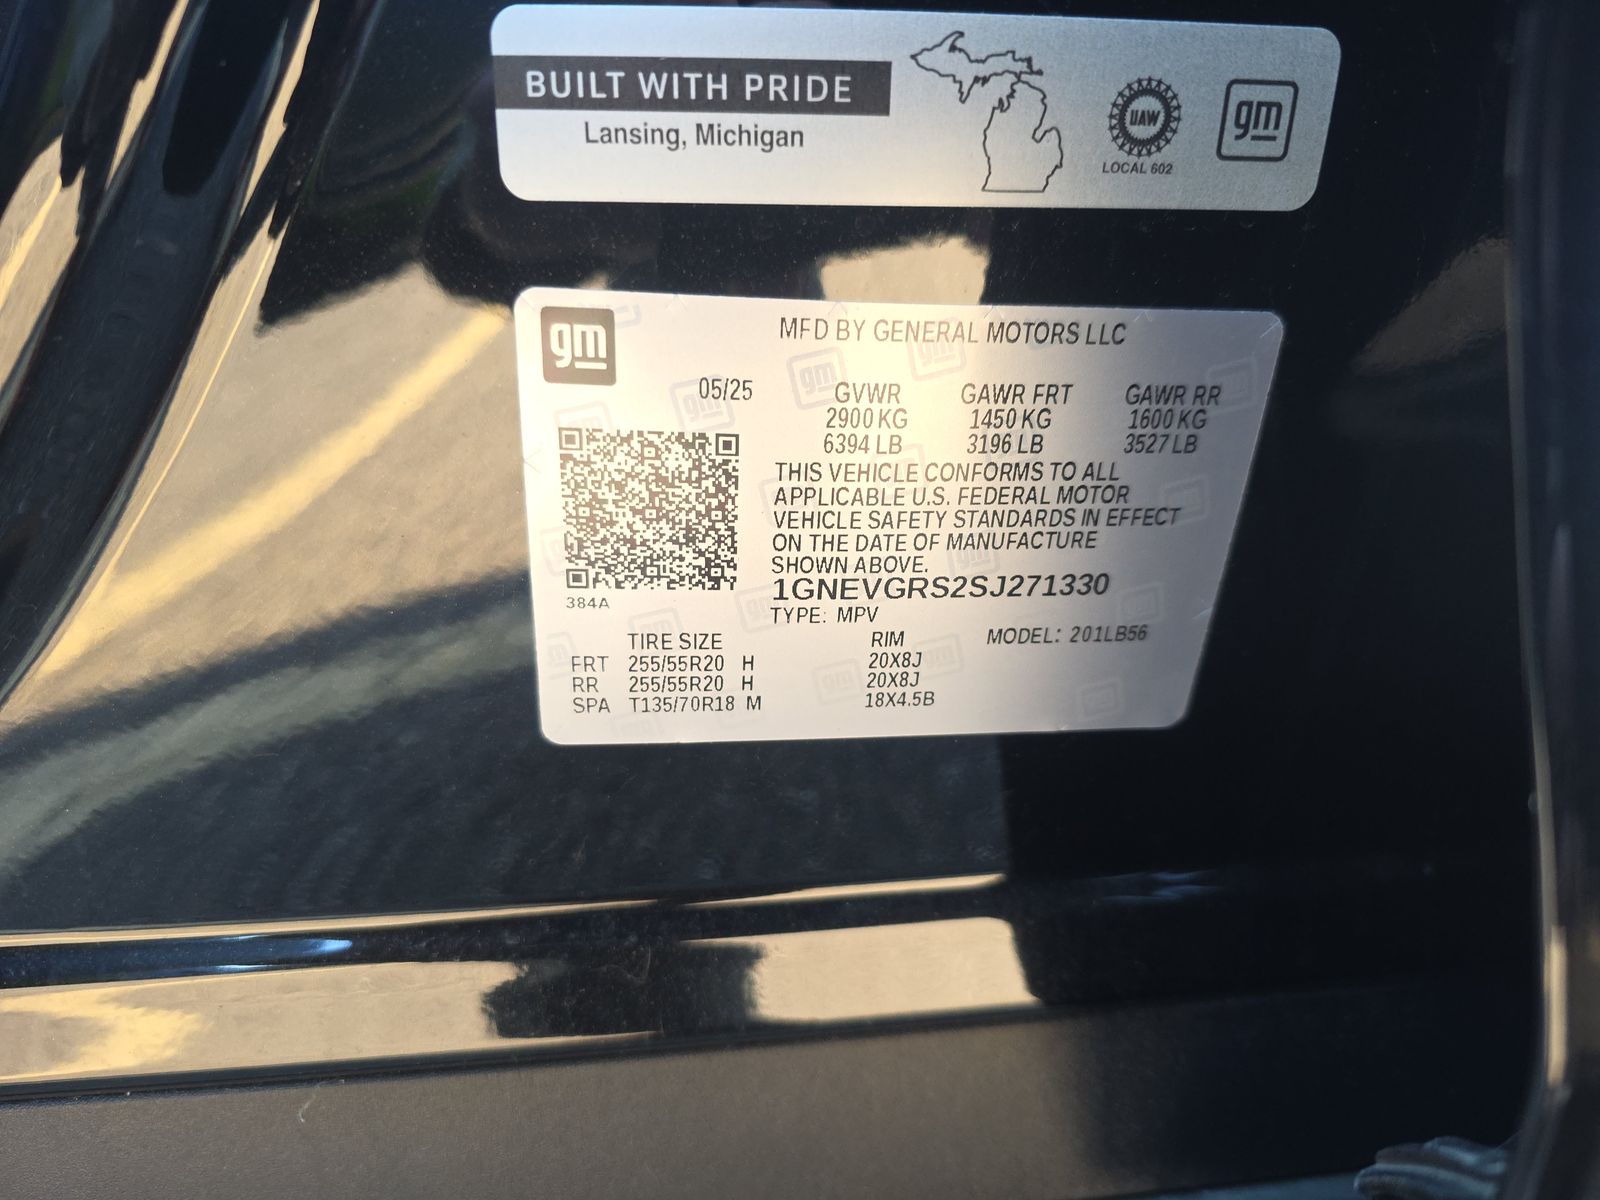 BUILT WITH PRIDE
Lansing, Michigan
UAW
LOCAL 602
gm
gm
MFD BY GENERAL MOTORS LLC
05/25 GVWR GAWR FRT GAWR RR
2900 KG 1450 KG 1600 KG
6394 LB 3196 LB 3527 LB
THIS VEHICLE CONFORMS TO ALL
APPLICABLE U.S. FEDERAL MOTOR
VEHICLE SAFETY STANDARDS IN EFFECT
ON THE DATE OF MANUFACTURE
SHOWN ABOVE.
1GNEVGRS2SJ271330
384A
TYPE: MPV
TIRE SIZE RIM MODEL: 201LB56
FRT 255/55R20 H 20X8J
RR 255/55R20 H 20X8J
SPA T135/70R18 M 18X4.5B